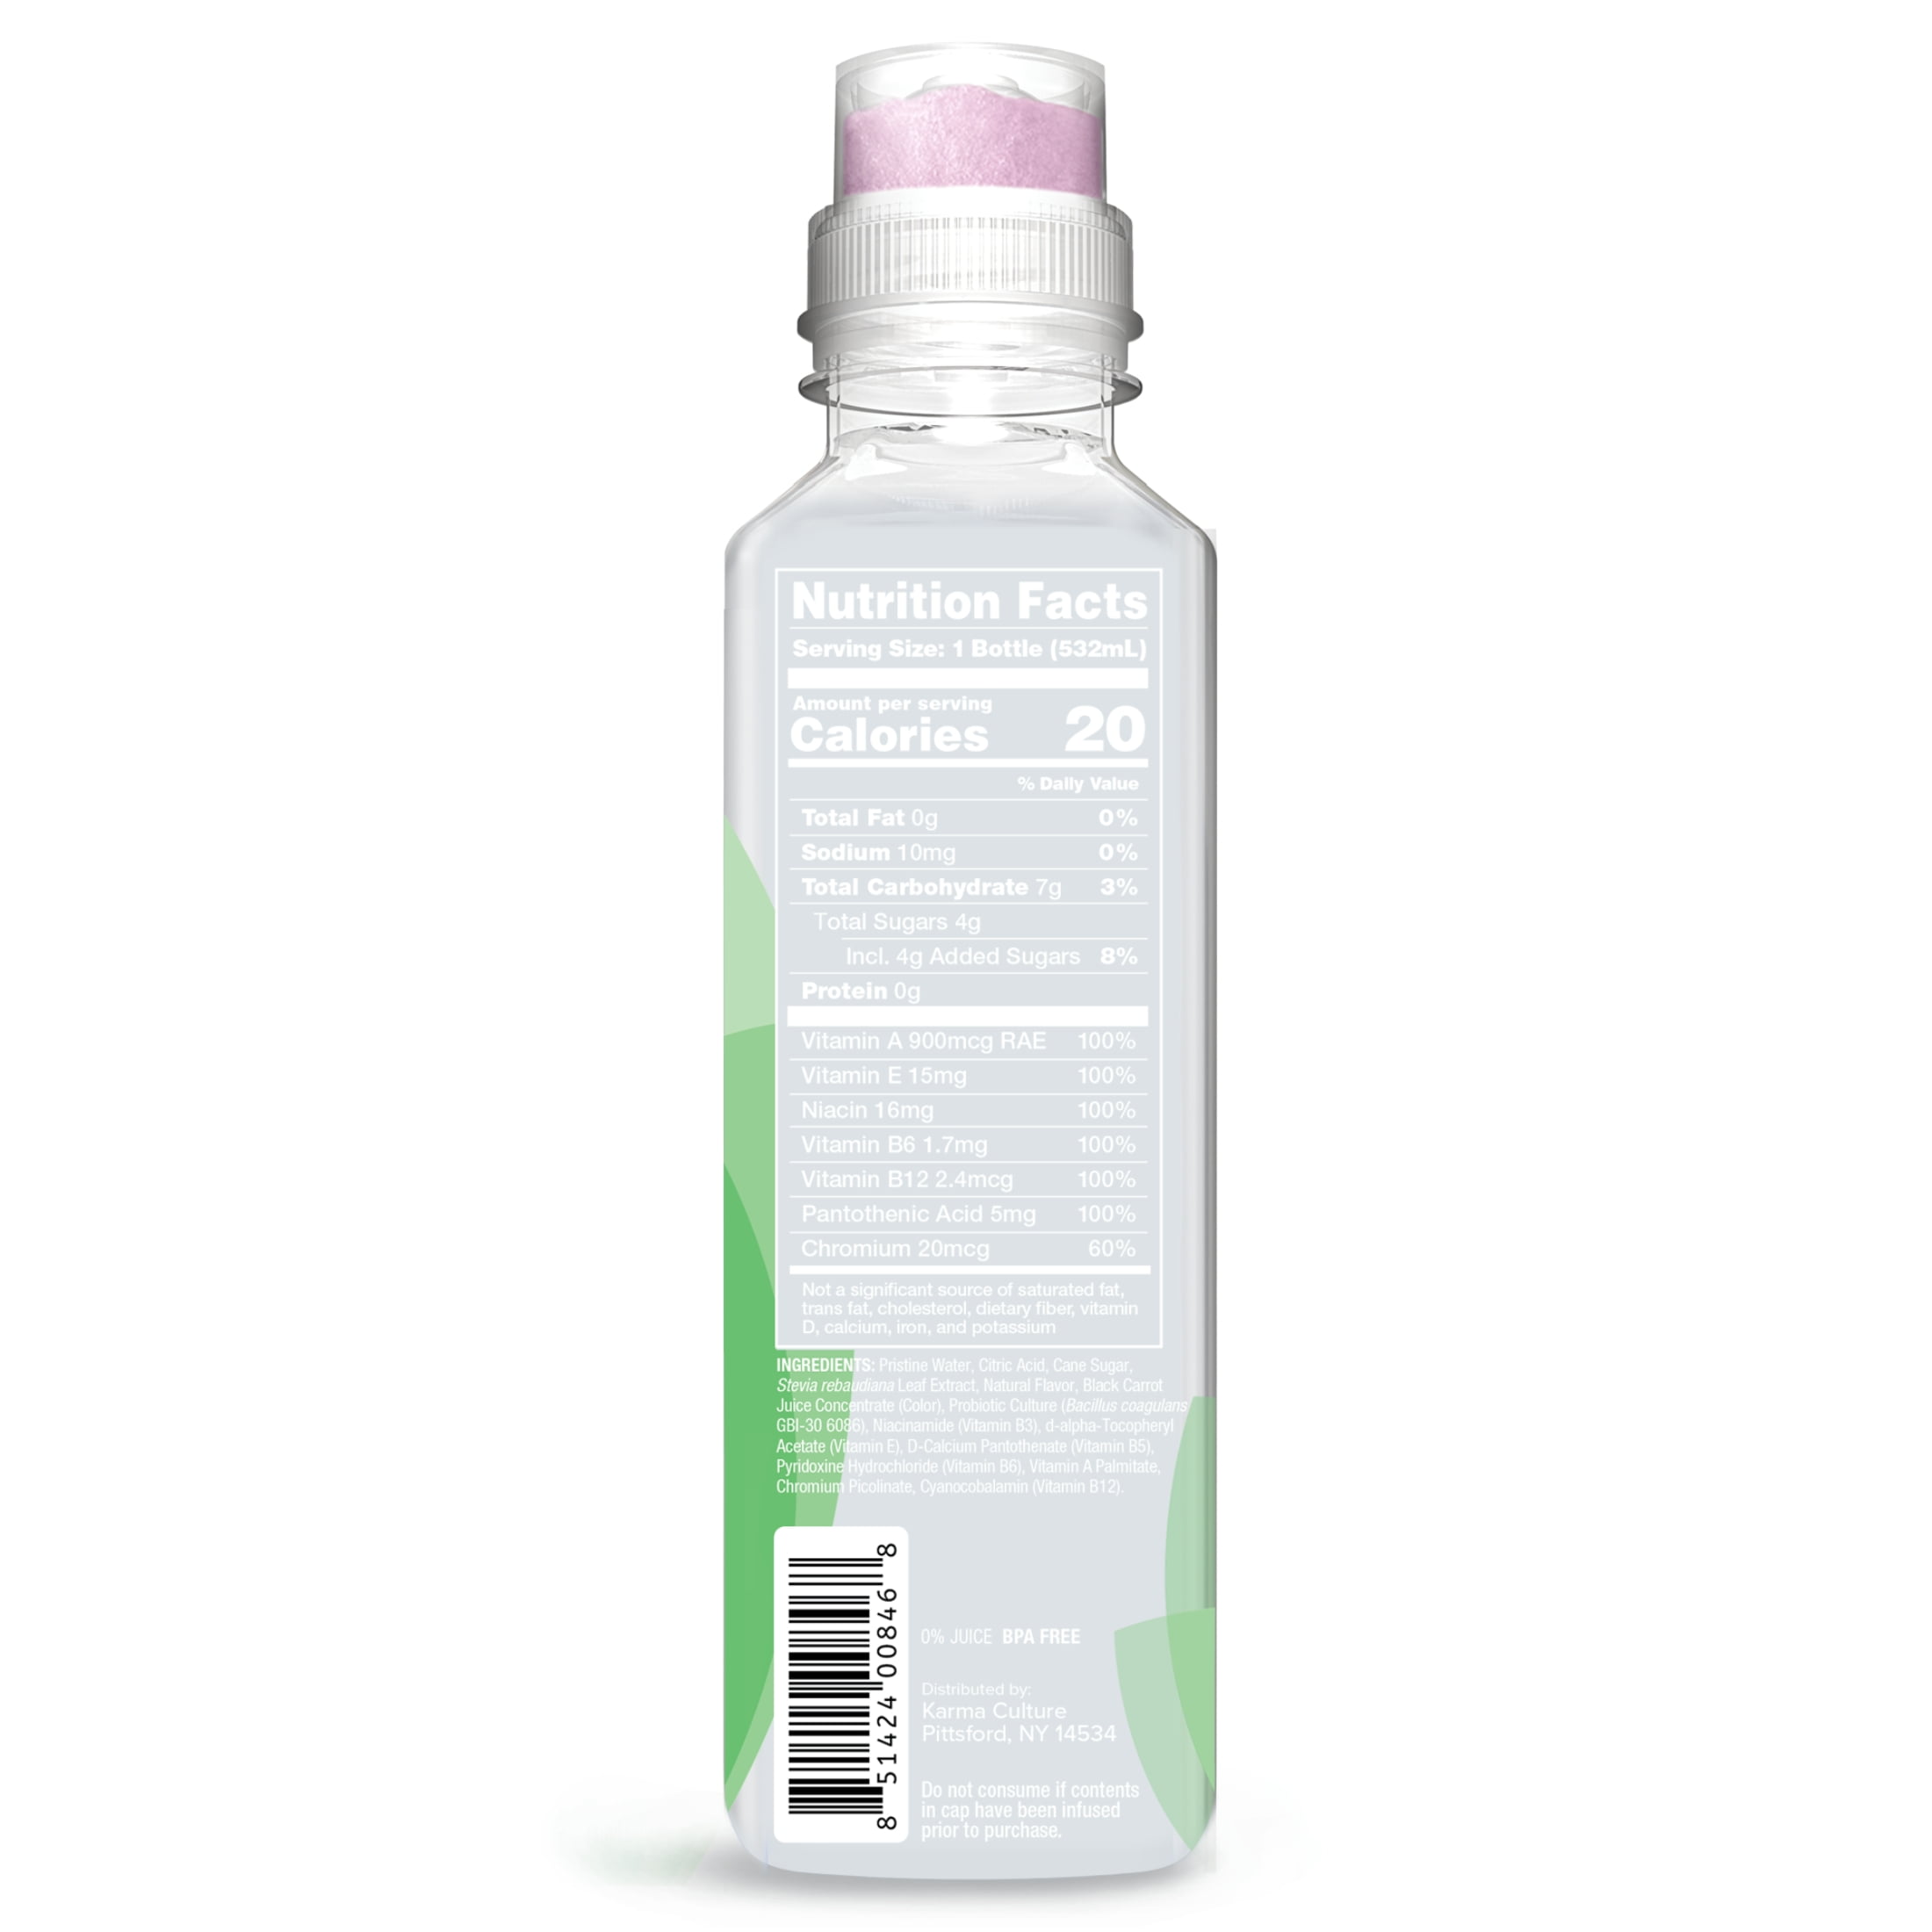 Nutrition Facts
Serving Size: 1 Bottle (532mL)
Amount per serving
Calories 20
% Daily Value
Total Fat 0g 0%
Sodium 10mg 0%
Total Carbohydrate 7g 3%
Total Sugars 4g
Incl. 4g Added Sugars 8%
Protein 0g
Vitamin A 900mcg RAE 100%
Vitamin E 15mg 100%
Niacin 16mg 100%
Vitamin B6 1.7mg 100%
Vitamin B12 2.4mcg 100%
Pantothenic Acid 5mg 100%
Chromium 20mcg 60%
Not a significant source of saturated fat,
trans fat, cholesterol, dietary fiber, vitamin
D, calcium, iron, and potassium
INGREDIENTS: Pristine Water, Citric Acid, Cane Sugar,
Stevia rebaudiana Leaf Extract, Natural Flavor, Black Carrot
Juice Concentrate (Color), Probiotic Culture (Bacillus coagulans
GBI-30 6086), Niacinamide (Vitamin B3), d-alpha-Tocopheryl
Acetate (Vitamin E), D-Calcium Pantothenate (Vitamin B5),
Pyridoxine Hydrochloride (Vitamin B6), Vitamin A Palmitate,
Chromium Picolinate, Cyanocobalamin (Vitamin B12).
8 51424 00846 8
0% JUICE BPA FREE
Distributed by:
Karma Culture
Pittsford, NY 14534
Do not consume if contents
in cap have been infused
prior to purchase.